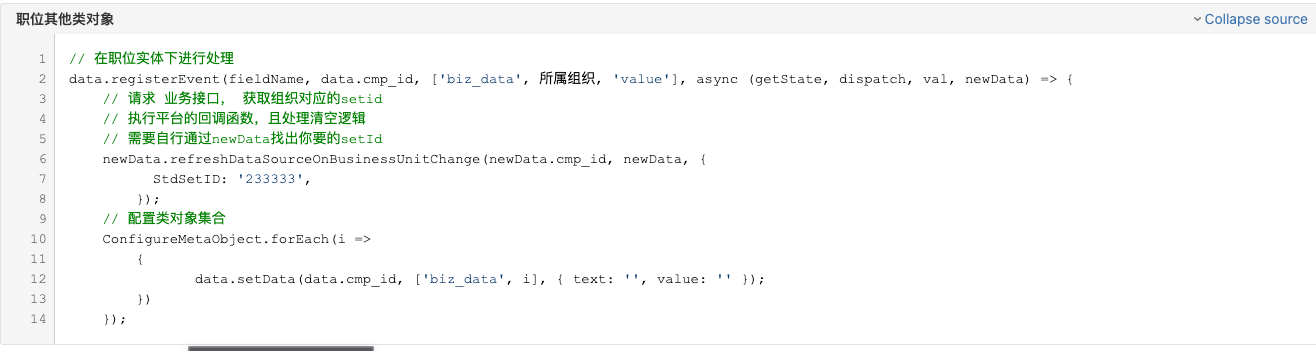 职位其他类对象
Collapse source
1 // 在职位实体下进行处理
2 data.registerEvent(fieldName, data.cmp_id, ['biz_data', 所属组织, 'value'], async (getState, dispatch, val, newData) => {
3 // 请求 业务接口， 获取组织对应的setid
4 // 执行平台的回调函数，且处理清空逻辑
5 // 需要自行通过newData找出你要的setId
6 newData.refreshDataSourceOnBusinessUnitChange(newData.cmp_id, newData, {
7 StdSetID: '233333',
8 });
9 // 配置类对象集合
10 ConfigureMetaObject.forEach(i =>
11 {
12 data.setData(data.cmp_id, ['biz_data', i], { text: '', value: '' });
13 })
14 });